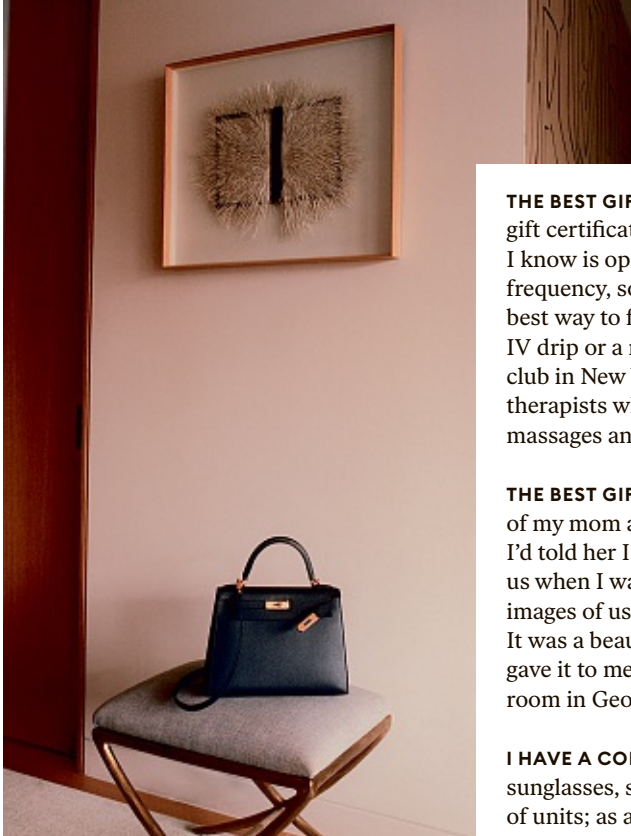 THE BEST GIF
gift certificat
I know is op
frequency, so
best way to f
IV drip or a
club in New
therapists w
massages an
THE BEST GIF
of my mom a
I’d told her I
us when I wa
images of us
It was a beau
gave it to me
room in Geo
I HAVE A CO
sunglasses, s
of units; as a